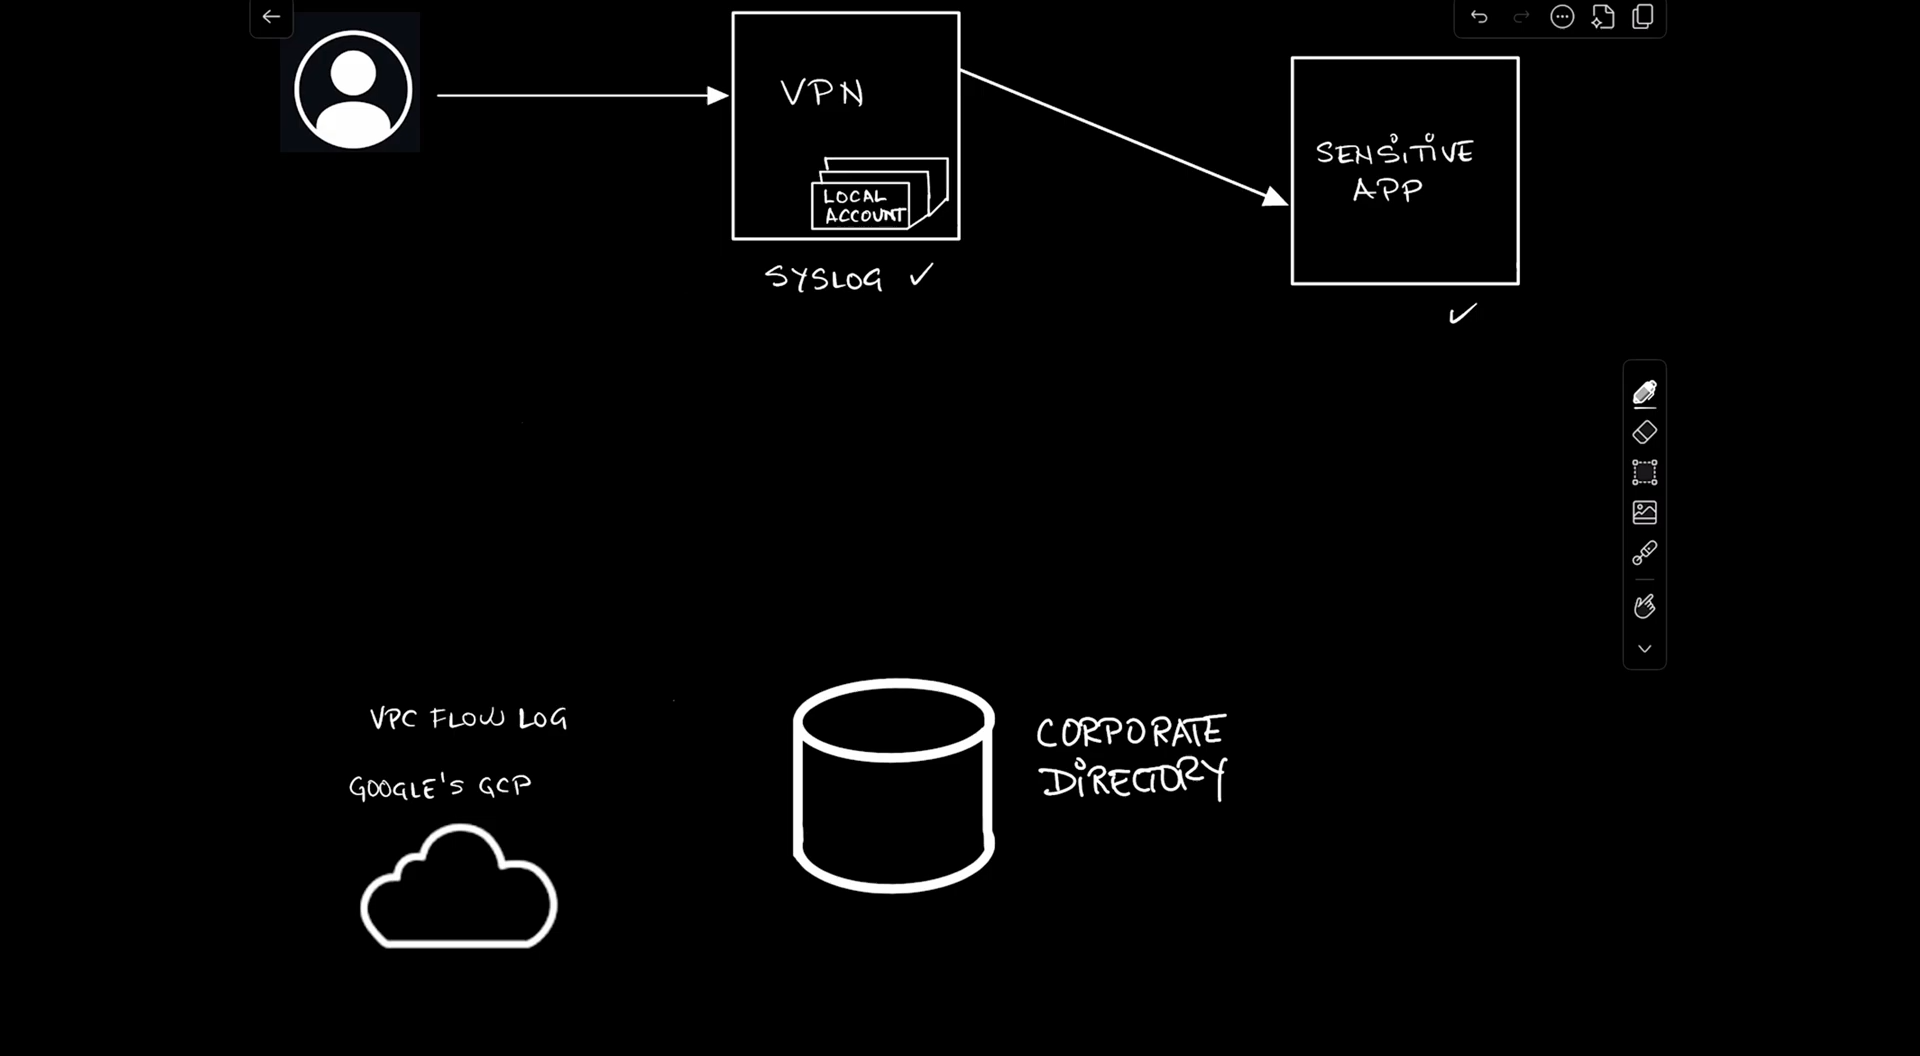 VPN
LOCAL
ACCOUNT
SYSLOG ✓
SENSITIVE
APP
✓
VPC FLOW LOG
GOOGLE'S GCP
CORPORATE
DIRECTORY